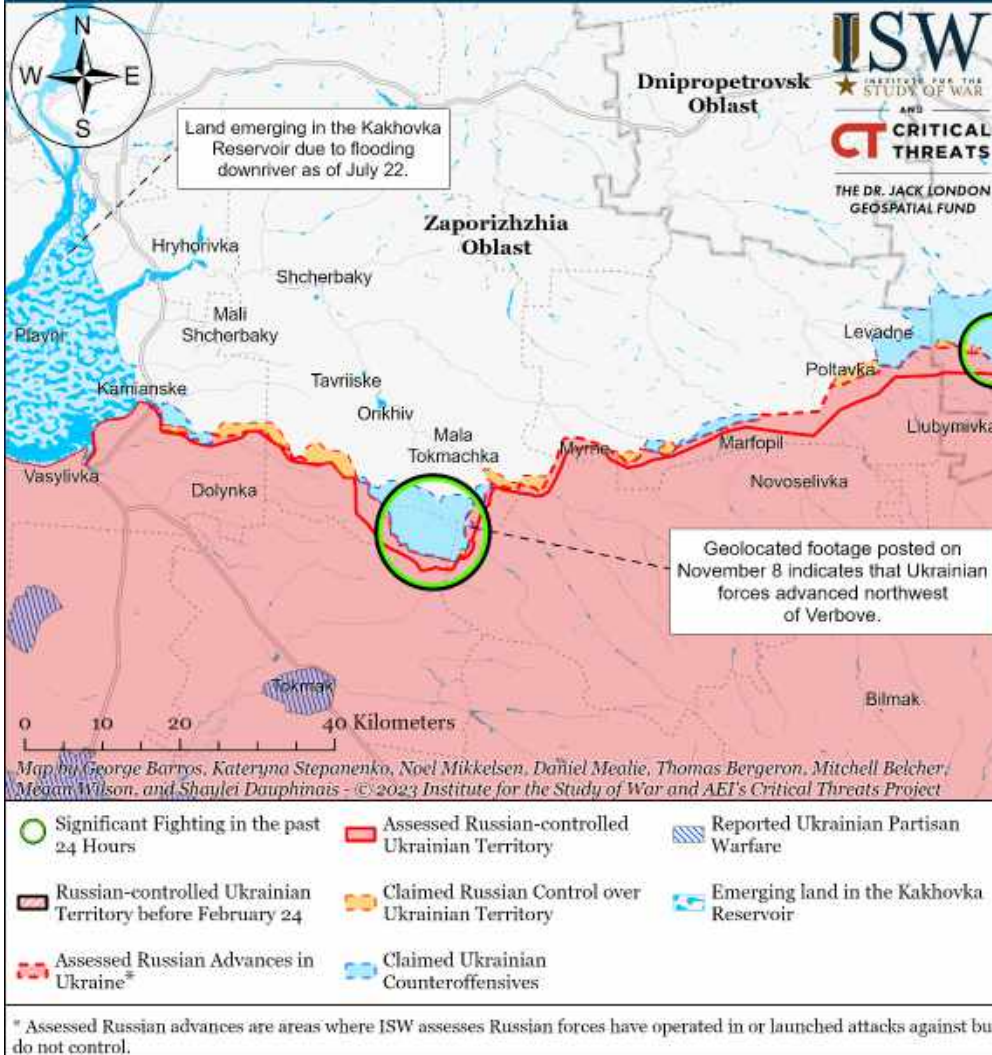 N
W
E
S
ISW
INSTITUTE FOR THE
STUDY OF WAR
AND
CT CRITICAL
THREATS
THE DR. JACK LONDON
GEOSPATIAL FUND
Dnipropetrovsk
Oblast
Land emerging in the Kakhovka
Reservoir due to flooding
downriver as of July 22.
Zaporizhzhia
Oblast
Hryhorivka
Shcherbaky
Mali
Shcherbaky
Plavni
Levadne
Poltavka
Kamianske
Tavriiske
Orikhiv
Mala
Tokmachka
Myrne
Marfopil
Liubymivka
Vasylivka
Dolynka
Novoselivka
Geolocated footage posted on
November 8 indicates that Ukrainian
forces advanced northwest
of Verbove.
Tokmak
Bilmak
0 10 20 40 Kilometers
Map by George Barros, Kateryna Stepanenko, Noel Mikkelsen, Daniel Mealie, Thomas Bergeron, Mitchell Belcher,
Megan Wilson, and Shaylei Dauphinais - © 2023 Institute for the Study of War and AEI's Critical Threats Project
Significant Fighting in the past
24 Hours
Assessed Russian-controlled
Ukrainian Territory
Reported Ukrainian Partisan
Warfare
Russian-controlled Ukrainian
Territory before February 24
Claimed Russian Control over
Ukrainian Territory
Emerging land in the Kakhovka
Reservoir
Assessed Russian Advances in
Ukraine*
Claimed Ukrainian
Counteroffensives
* Assessed Russian advances are areas where ISW assesses Russian forces have operated in or launched attacks against bu
do not control.